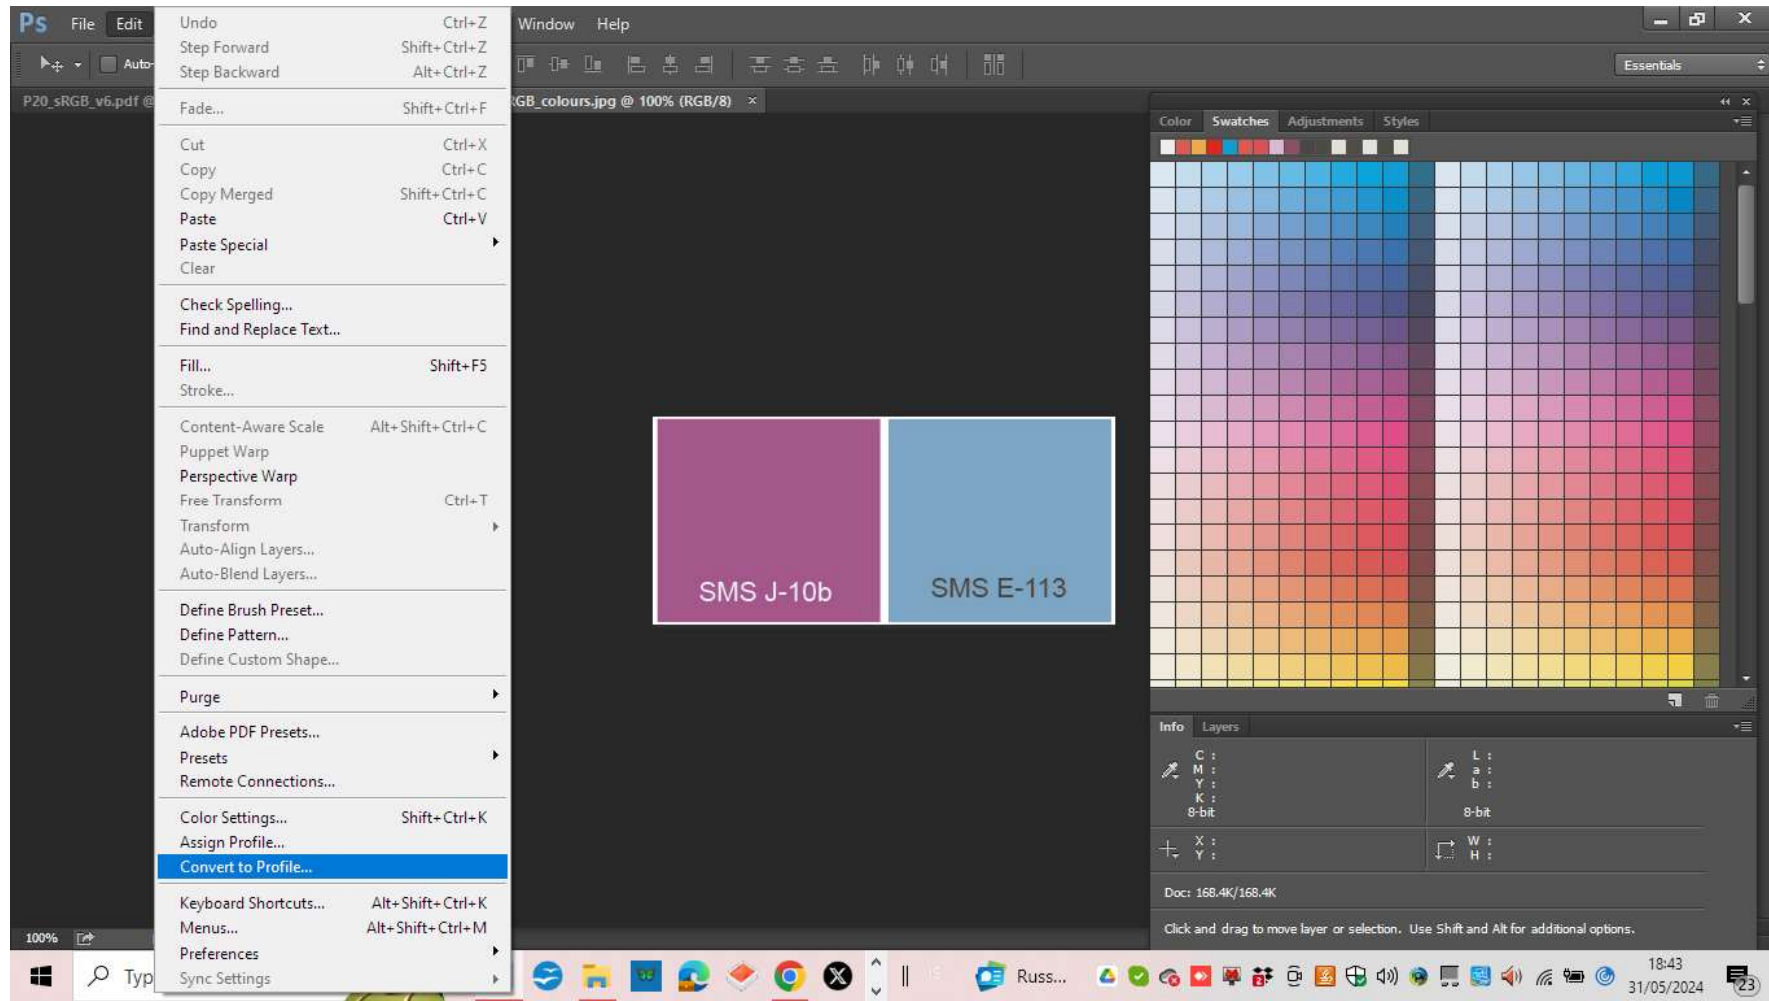 Ps File Edit Window Help
Auto-
Essentials
P20_sRGB_v6.pdf @
RGB_colours.jpg @ 100% (RGB/8) ×
Undo Ctrl+Z
Step Forward Shift+Ctrl+Z
Step Backward Alt+Ctrl+Z
Fade... Shift+Ctrl+F
Cut Ctrl+X
Copy Ctrl+C
Copy Merged Shift+Ctrl+C
Paste Ctrl+V
Paste Special
Clear
Check Spelling...
Find and Replace Text...
Fill... Shift+F5
Stroke...
Content-Aware Scale Alt+Shift+Ctrl+C
Puppet Warp
Perspective Warp
Free Transform Ctrl+T
Transform
Auto-Align Layers...
Auto-Blend Layers...
Define Brush Preset...
Define Pattern...
Define Custom Shape...
Purge
Adobe PDF Presets...
Presets
Remote Connections...
Color Settings... Shift+Ctrl+K
Assign Profile...
Convert to Profile...
Keyboard Shortcuts... Alt+Shift+Ctrl+K
Menus... Alt+Shift+Ctrl+M
Preferences
Sync Settings
SMS J-10b
SMS E-113
Color Swatches Adjustments Styles
Info Layers
C :
M :
Y :
K :
8-bit
L :
a :
b :
8-bit
X :
Y :
W :
H :
Doc: 168.4K/168.4K
Click and drag to move layer or selection. Use Shift and Alt for additional options.
100%
Typ
Russ...
18:43
31/05/2024
23